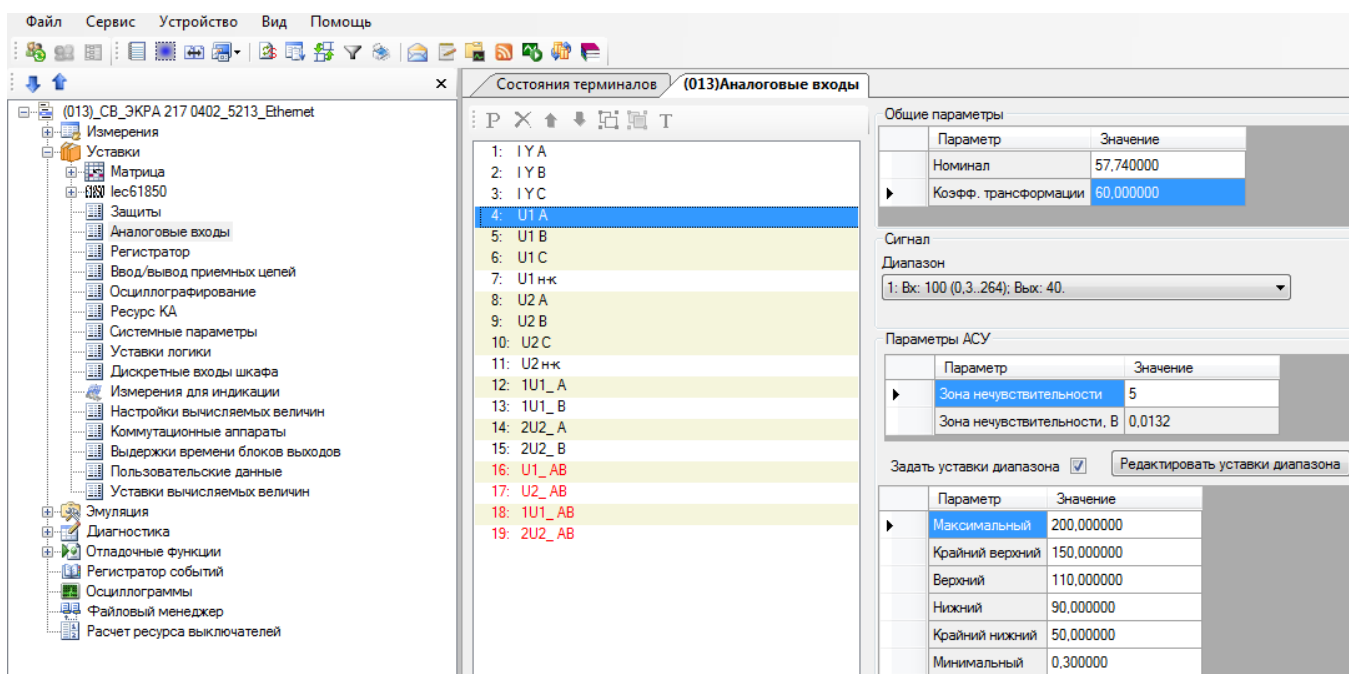 Файл Сервис Устройство Вид Помощь
Состояния терминалов (013)Аналоговые входы
(013)_СВ_ЭКРА 217 0402_5213_Ethernet
Измерения
Уставки
Матрица
Iec61850
Защиты
Аналоговые входы
Регистратор
Ввод/вывод приемных цепей
Осциллографирование
Ресурс КА
Системные параметры
Уставки логики
Дискретные входы шкафа
Измерения для индикации
Настройки вычисляемых величин
Коммутационные аппараты
Выдержки времени блоков выходов
Пользовательские данные
Уставки вычисляемых величин
Эмуляция
Диагностика
Отладочные функции
Регистратор событий
Осциллограммы
Файловый менеджер
Расчет ресурса выключателей
P T
1: I Y A
2: I Y B
3: I Y C
4: U1 A
5: U1 B
6: U1 C
7: U1 н-к
8: U2 A
9: U2 B
10: U2 C
11: U2 н-к
12: 1U1_ A
13: 1U1_ B
14: 2U2_ A
15: 2U2_ B
16: U1_ AB
17: U2_ AB
18: 1U1_ AB
19: 2U2_ AB
Общие параметры
Параметр Значение
Номинал 57,740000
Коэфф. трансформации 60,000000
Сигнал
Диапазон
1: Вх: 100 (0,3..264); Вых: 40.
Параметры АСУ
Параметр Значение
Зона нечувствительности 5
Зона нечувствительности, В 0,0132
Задать уставки диапазона Редактировать уставки диапазона
Параметр Значение
Максимальный 200,000000
Крайний верхний 150,000000
Верхний 110,000000
Нижний 90,000000
Крайний нижний 50,000000
Минимальный 0,300000